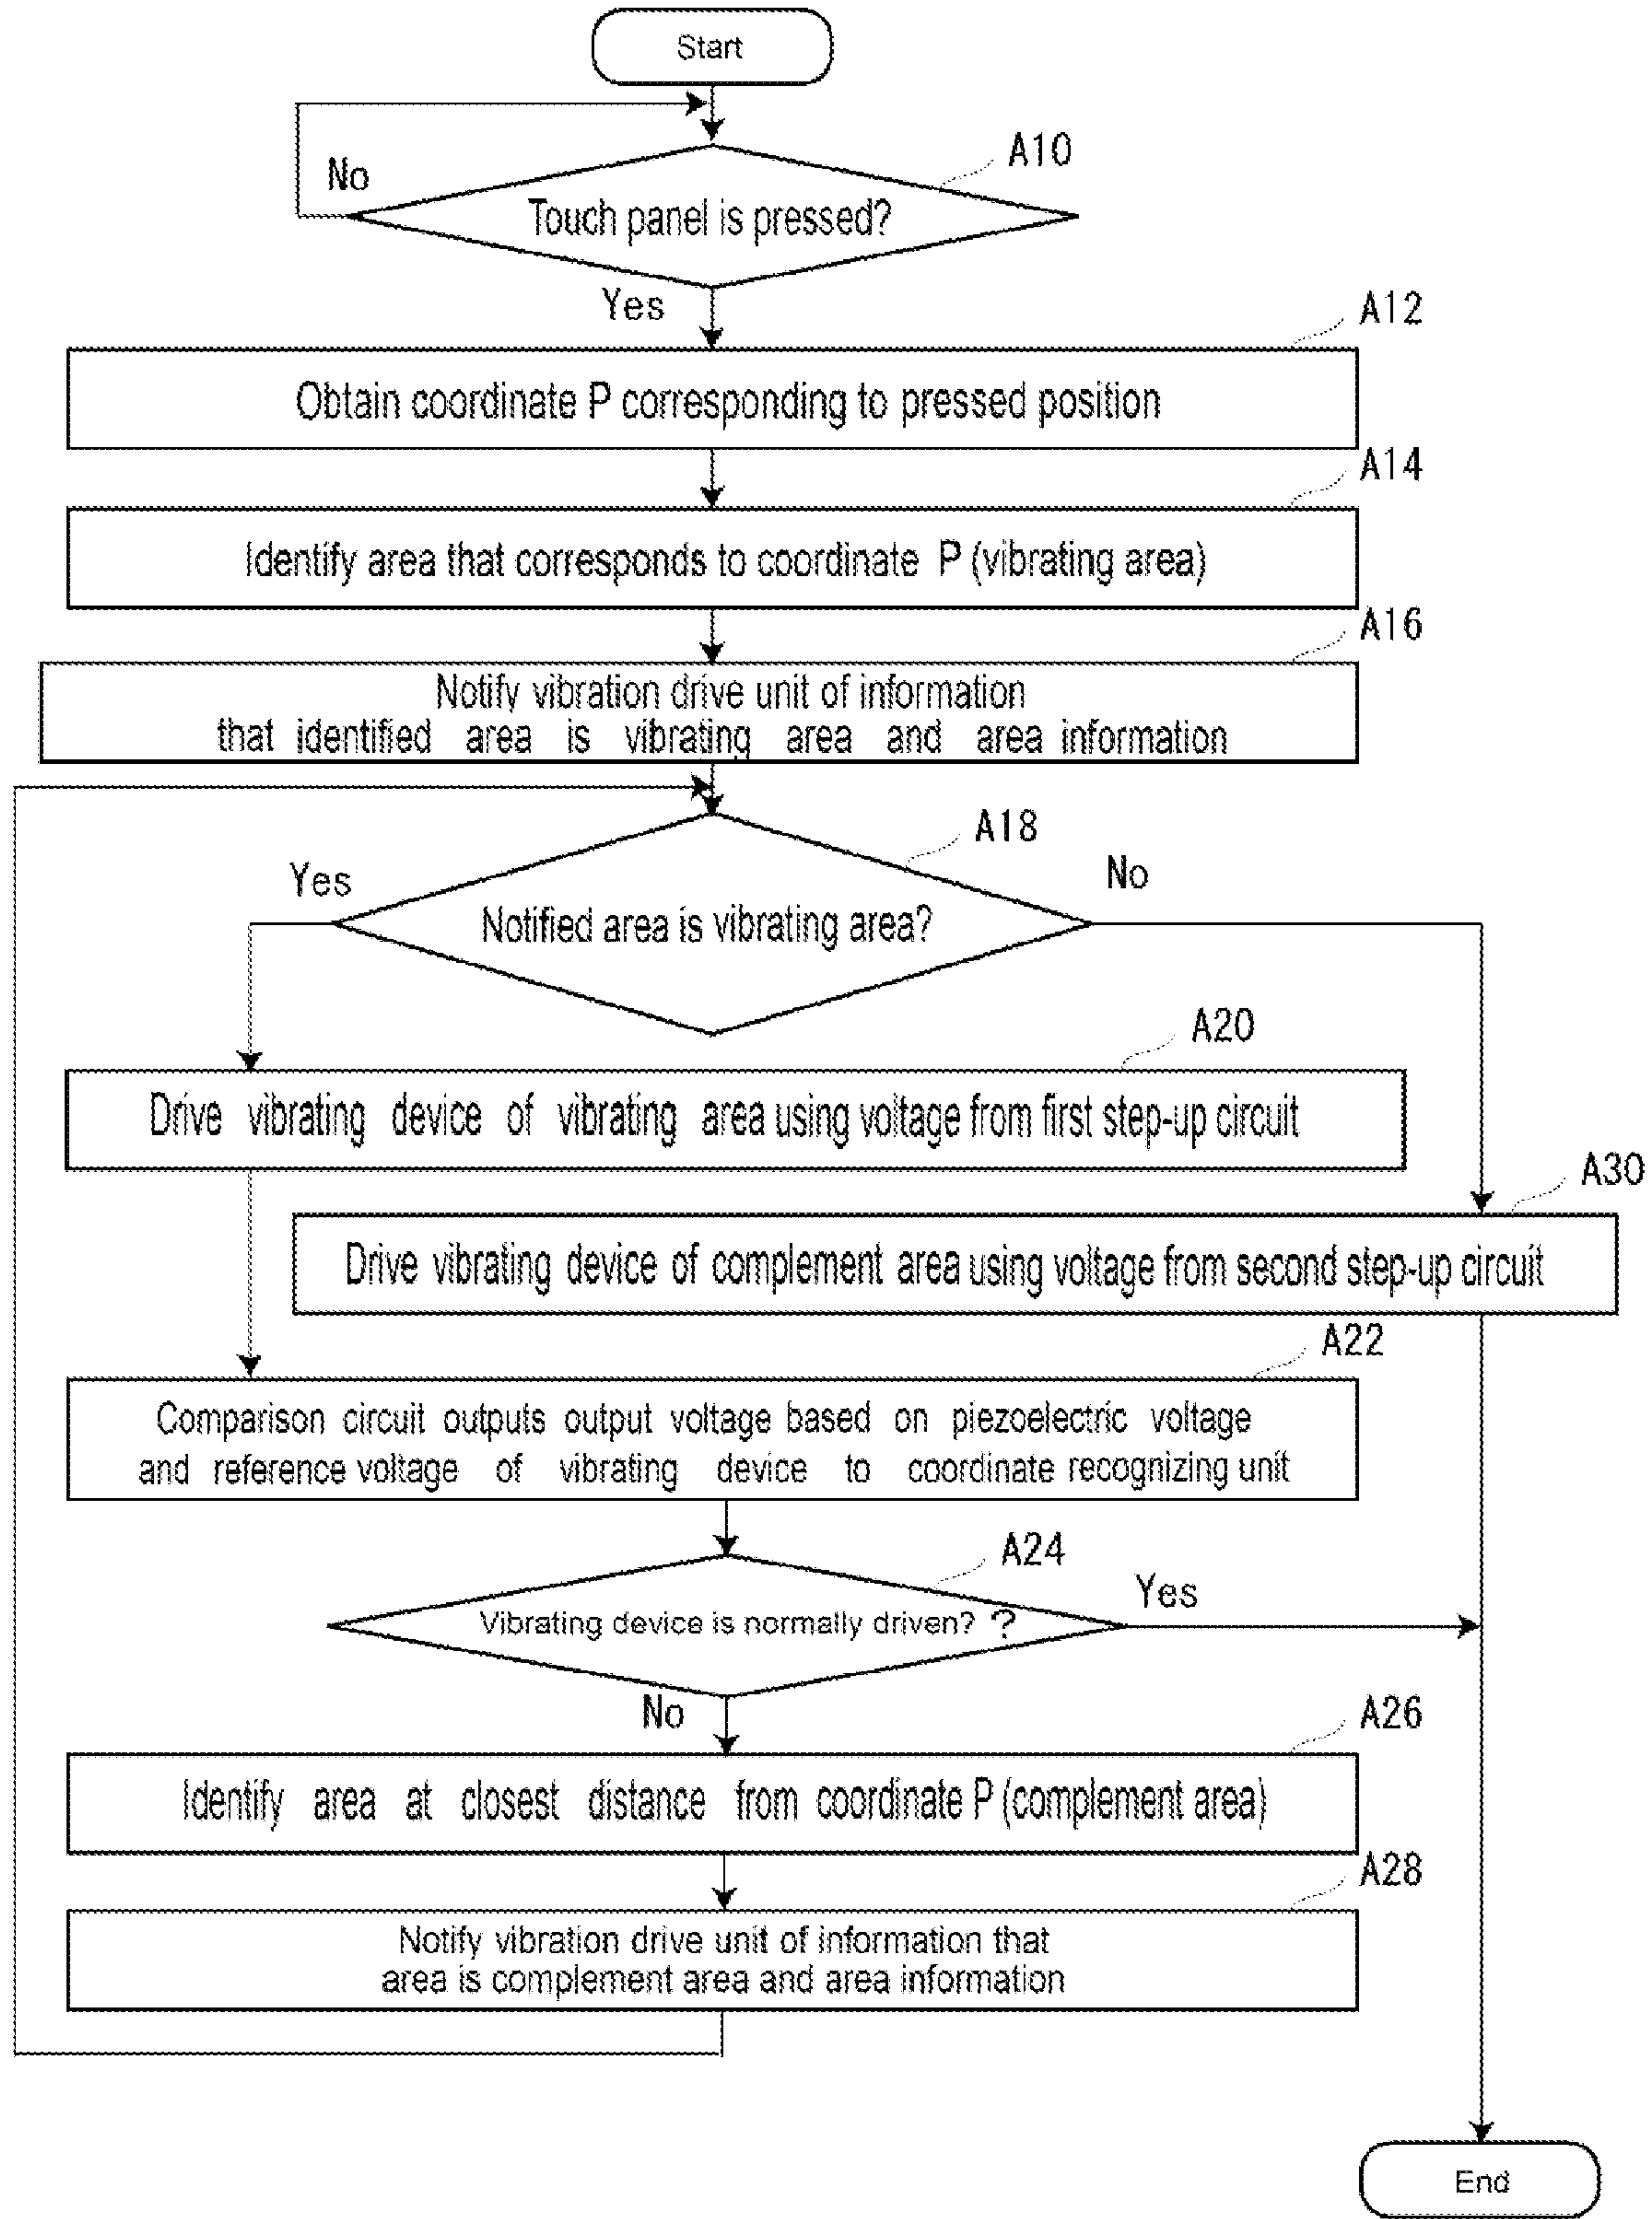 Start
A10
No
Touch panel is pressed?
Yes
A12
Obtain coordinate P corresponding to pressed position
A14
Identify area that corresponds to coordinate P (vibrating area)
A16
Notify vibration drive unit of information
that identified area is vibrating area and area information
A18
Yes
No
Notified area is vibrating area?
A20
Drive vibrating device of vibrating area using voltage from first step-up circuit
A30
Drive vibrating device of complement area using voltage from second step-up circuit
A22
Comparison circuit outputs output voltage based on piezoelectric voltage
and reference voltage of vibrating device to coordinate recognizing unit
A24
Yes
Vibrating device is normally driven? ?
No
A26
Identify area at closest distance from coordinate P (complement area)
A28
Notify vibration drive unit of information that
area is complement area and area information
End